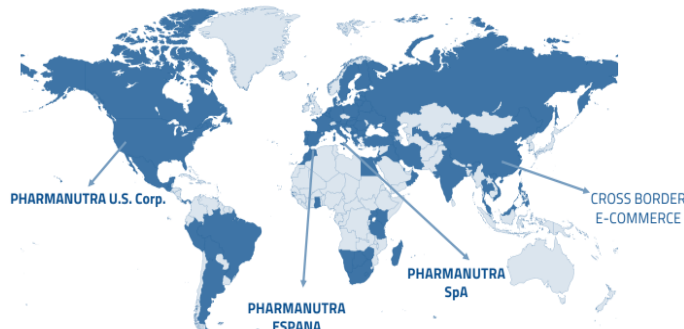 PHARMANUTRA U.S. Corp.
CROSS BORDER
E-COMMERCE
PHARMANUTRA
SpA
PHARMANUTRA
ESPANA